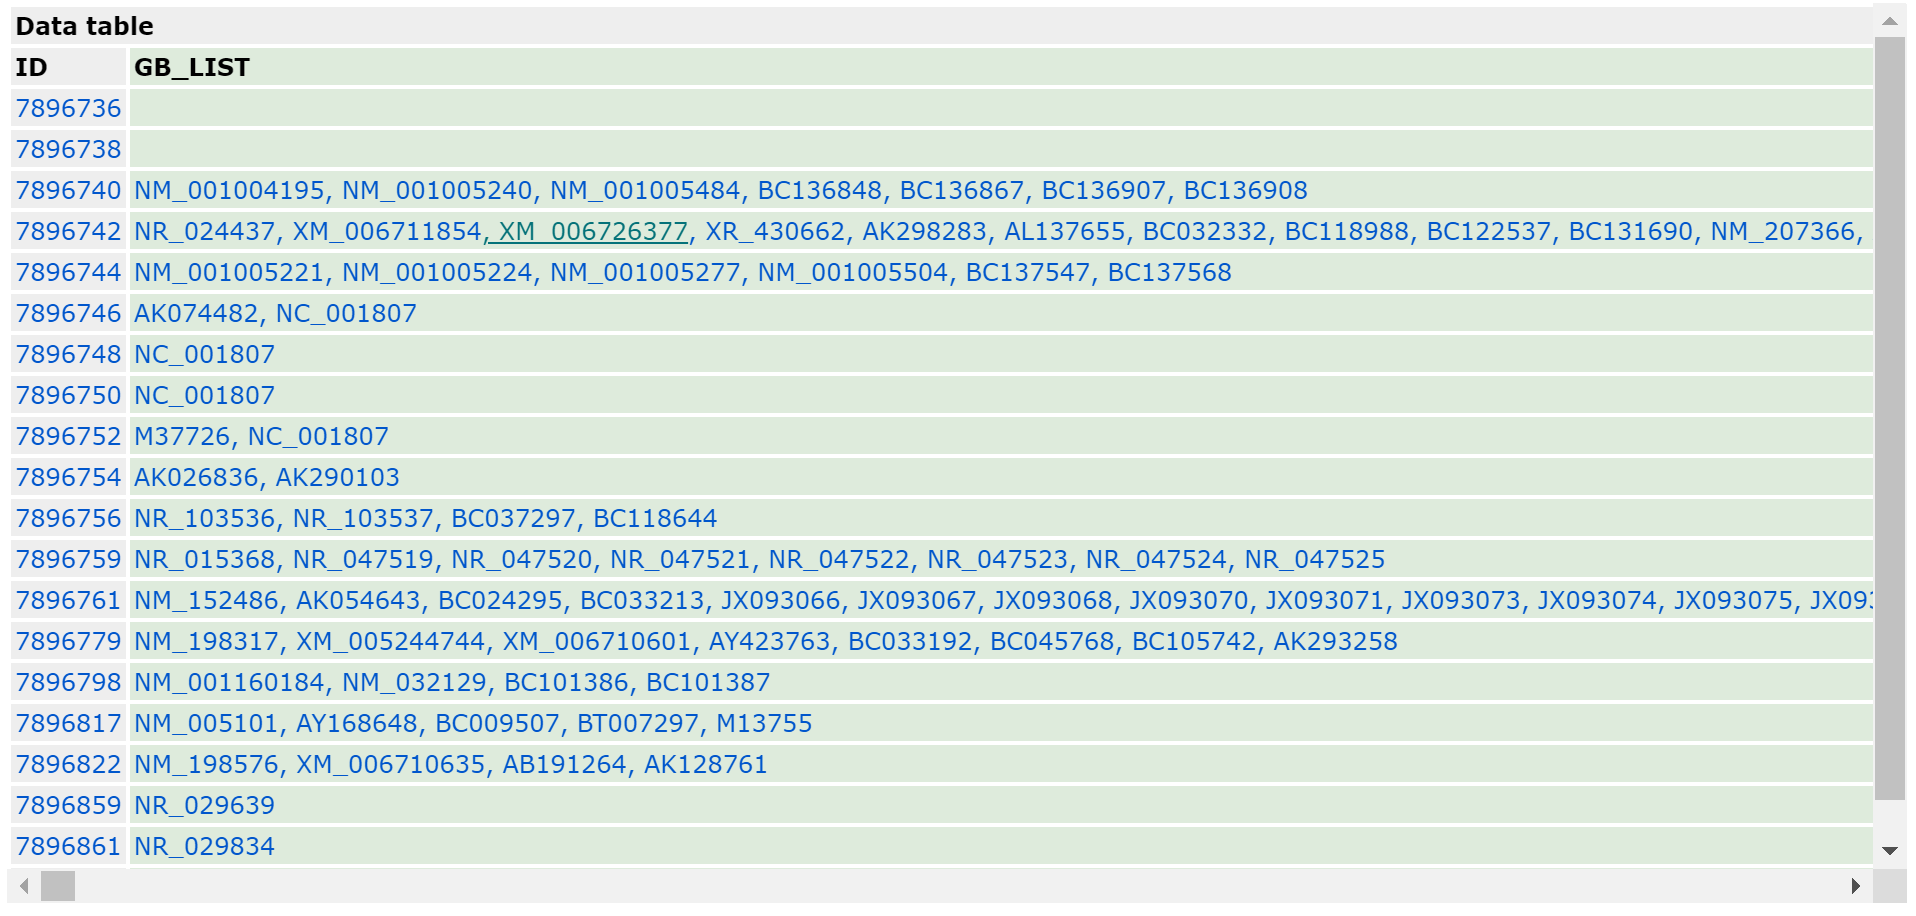 Data table
ID GB_LIST
7896736
7896738
7896740 NM_001004195, NM_001005240, NM_001005484, BC136848, BC136867, BC136907, BC136908
7896742 NR_024437, XM_006711854, XM_006726377, XR_430662, AK298283, AL137655, BC032332, BC118988, BC122537, BC131690, NM_207366,
7896744 NM_001005221, NM_001005224, NM_001005277, NM_001005504, BC137547, BC137568
7896746 AK074482, NC_001807
7896748 NC_001807
7896750 NC_001807
7896752 M37726, NC_001807
7896754 AK026836, AK290103
7896756 NR_103536, NR_103537, BC037297, BC118644
7896759 NR_015368, NR_047519, NR_047520, NR_047521, NR_047522, NR_047523, NR_047524, NR_047525
7896761 NM_152486, AK054643, BC024295, BC033213, JX093066, JX093067, JX093068, JX093070, JX093071, JX093073, JX093074, JX093075,
7896779 NM_198317, XM_005244744, XM_006710601, AY423763, BC033192, BC045768, BC105742, AK293258
7896798 NM_001160184, NM_032129, BC101386, BC101387
7896817 NM_005101, AY168648, BC009507, BT007297, M13755
7896822 NM_198576, XM_006710635, AB191264, AK128761
7896859 NR_029639
7896861 NR_029834